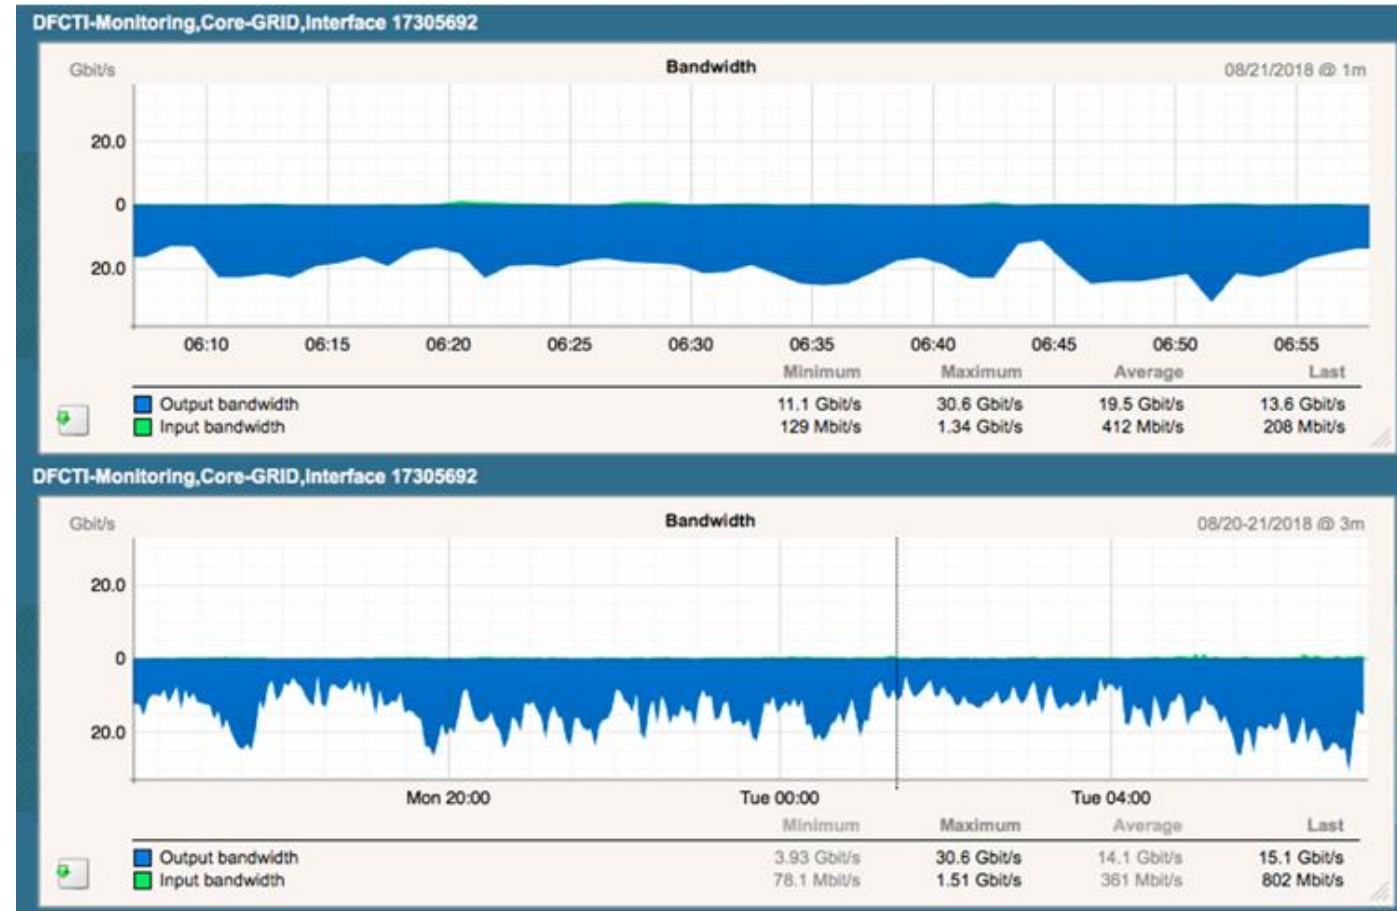 DFCTI-Monitoring,Core-GRID,Interface 17305692
Gbit/s Bandwidth 08/21/2018 @ 1m
20.0
0
20.0
06:10 06:15 06:20 06:25 06:30 06:35 06:40 06:45 06:50 06:55
Minimum Maximum Average Last
Output bandwidth 11.1 Gbit/s 30.6 Gbit/s 19.5 Gbit/s 13.6 Gbit/s
Input bandwidth 129 Mbit/s 1.34 Gbit/s 412 Mbit/s 208 Mbit/s
DFCTI-Monitoring,Core-GRID,Interface 17305692
Gbit/s Bandwidth 08/20-21/2018 @ 3m
20.0
0
20.0
Mon 20:00 Tue 00:00 Tue 04:00
Minimum Maximum Average Last
Output bandwidth 3.93 Gbit/s 30.6 Gbit/s 14.1 Gbit/s 15.1 Gbit/s
Input bandwidth 78.1 Mbit/s 1.51 Gbit/s 361 Mbit/s 802 Mbit/s